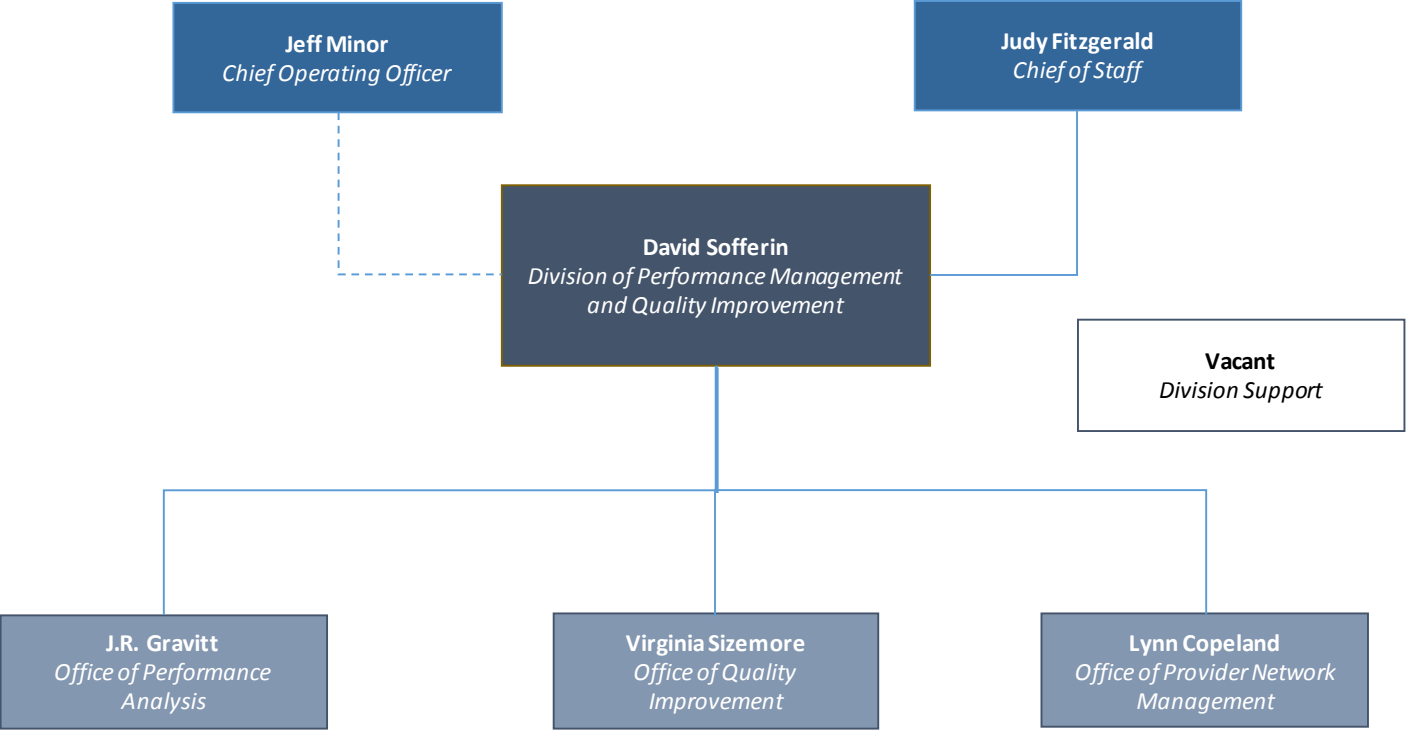 Jeff Minor
Chief Operating Officer
Judy Fitzgerald
Chief of Staff
David Sofferin
Division of Performance Management
and Quality Improvement
Vacant
Division Support
J.R. Gravitt
Office of Performance
Analysis
Virginia Sizemore
Office of Quality
Improvement
Lynn Copeland
Office of Provider Network
Management